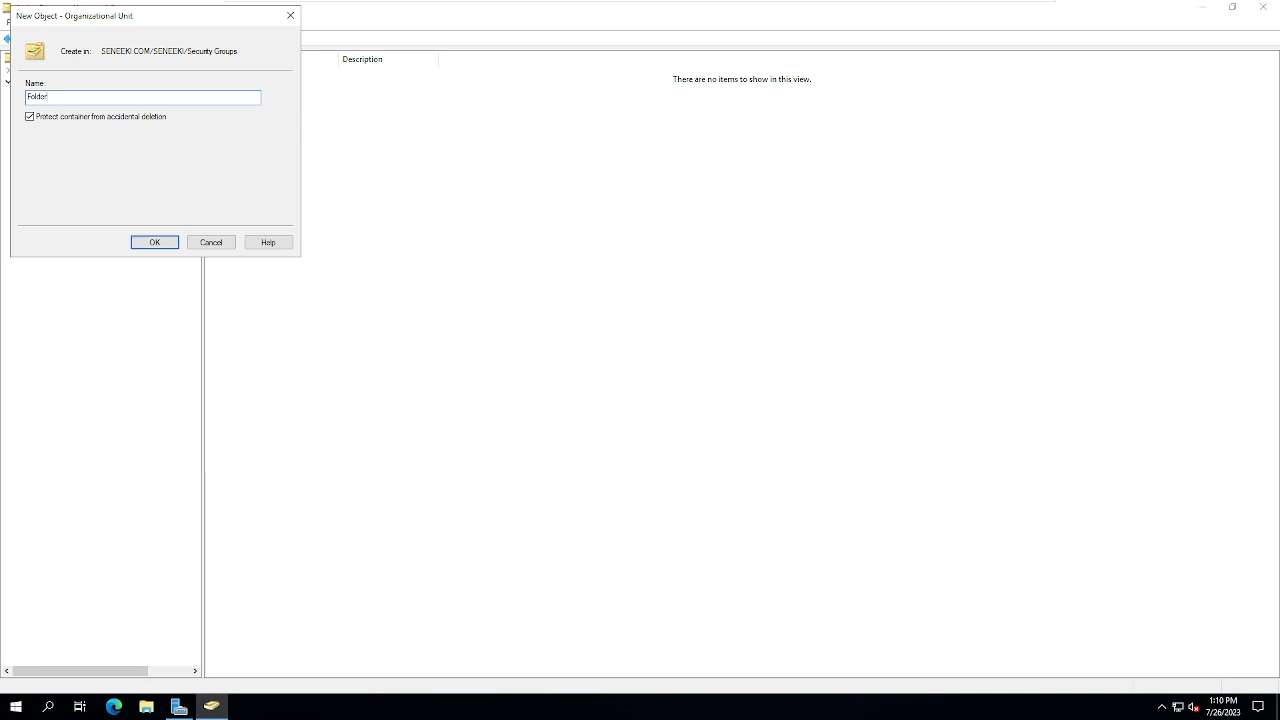 New Object - Organizational Unit
Create in: SENEEKI.COM/SENEEKI/Security Groups
Name:
Folder
Protect container from accidental deletion
OK Cancel Help
Description
There are no items to show in this view.
1:10 PM
7/26/2023